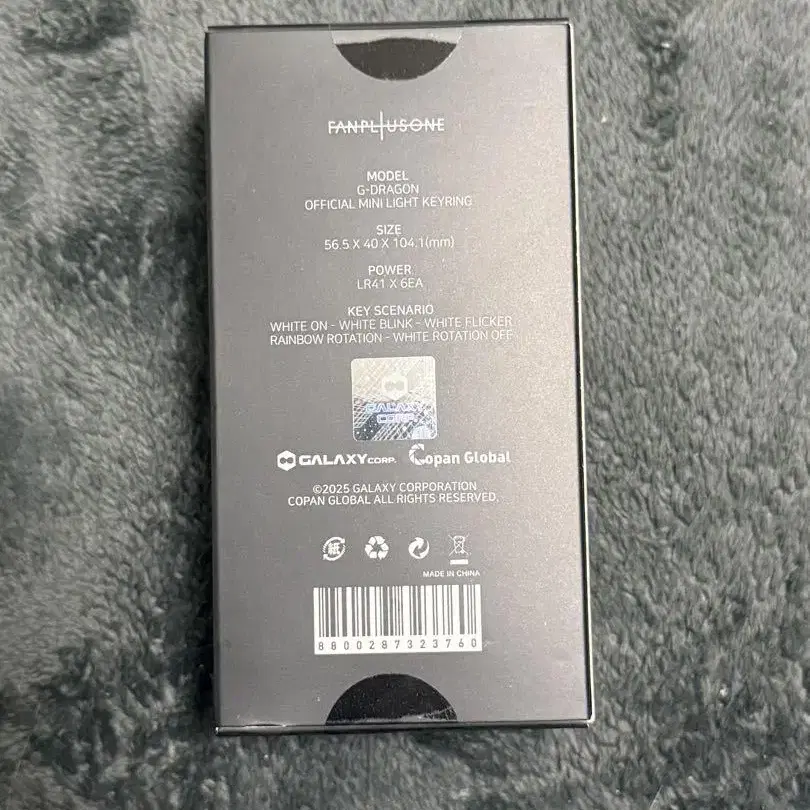 FANPLUSONE
MODEL
G-DRAGON
OFFICIAL MINI LIGHT KEYRING
SIZE
56.5 X 40 X 104.1(mm)
POWER
LR41 X 6EA
KEY SCENARIO
WHITE ON - WHITE BLINK - WHITE FLICKER
RAINBOW ROTATION - WHITE ROTATION OFF
GALAXY
CORP.
GALAXY CORP. Copan Global
©2025 GALAXY CORPORATION
COPAN GLOBAL ALL RIGHTS RESERVED.
紙
MADE IN CHINA
8800287323760